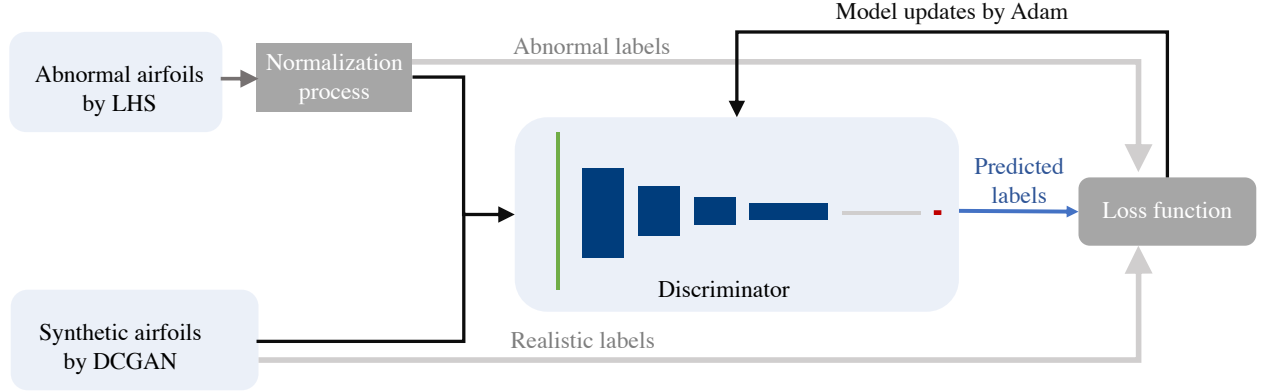 Model updates by Adam
Abnormal labels
Abnormal airfoils
by LHS
Normalization
process
Predicted
labels
Loss function
Discriminator
Synthetic airfoils
by DCGAN
Realistic labels